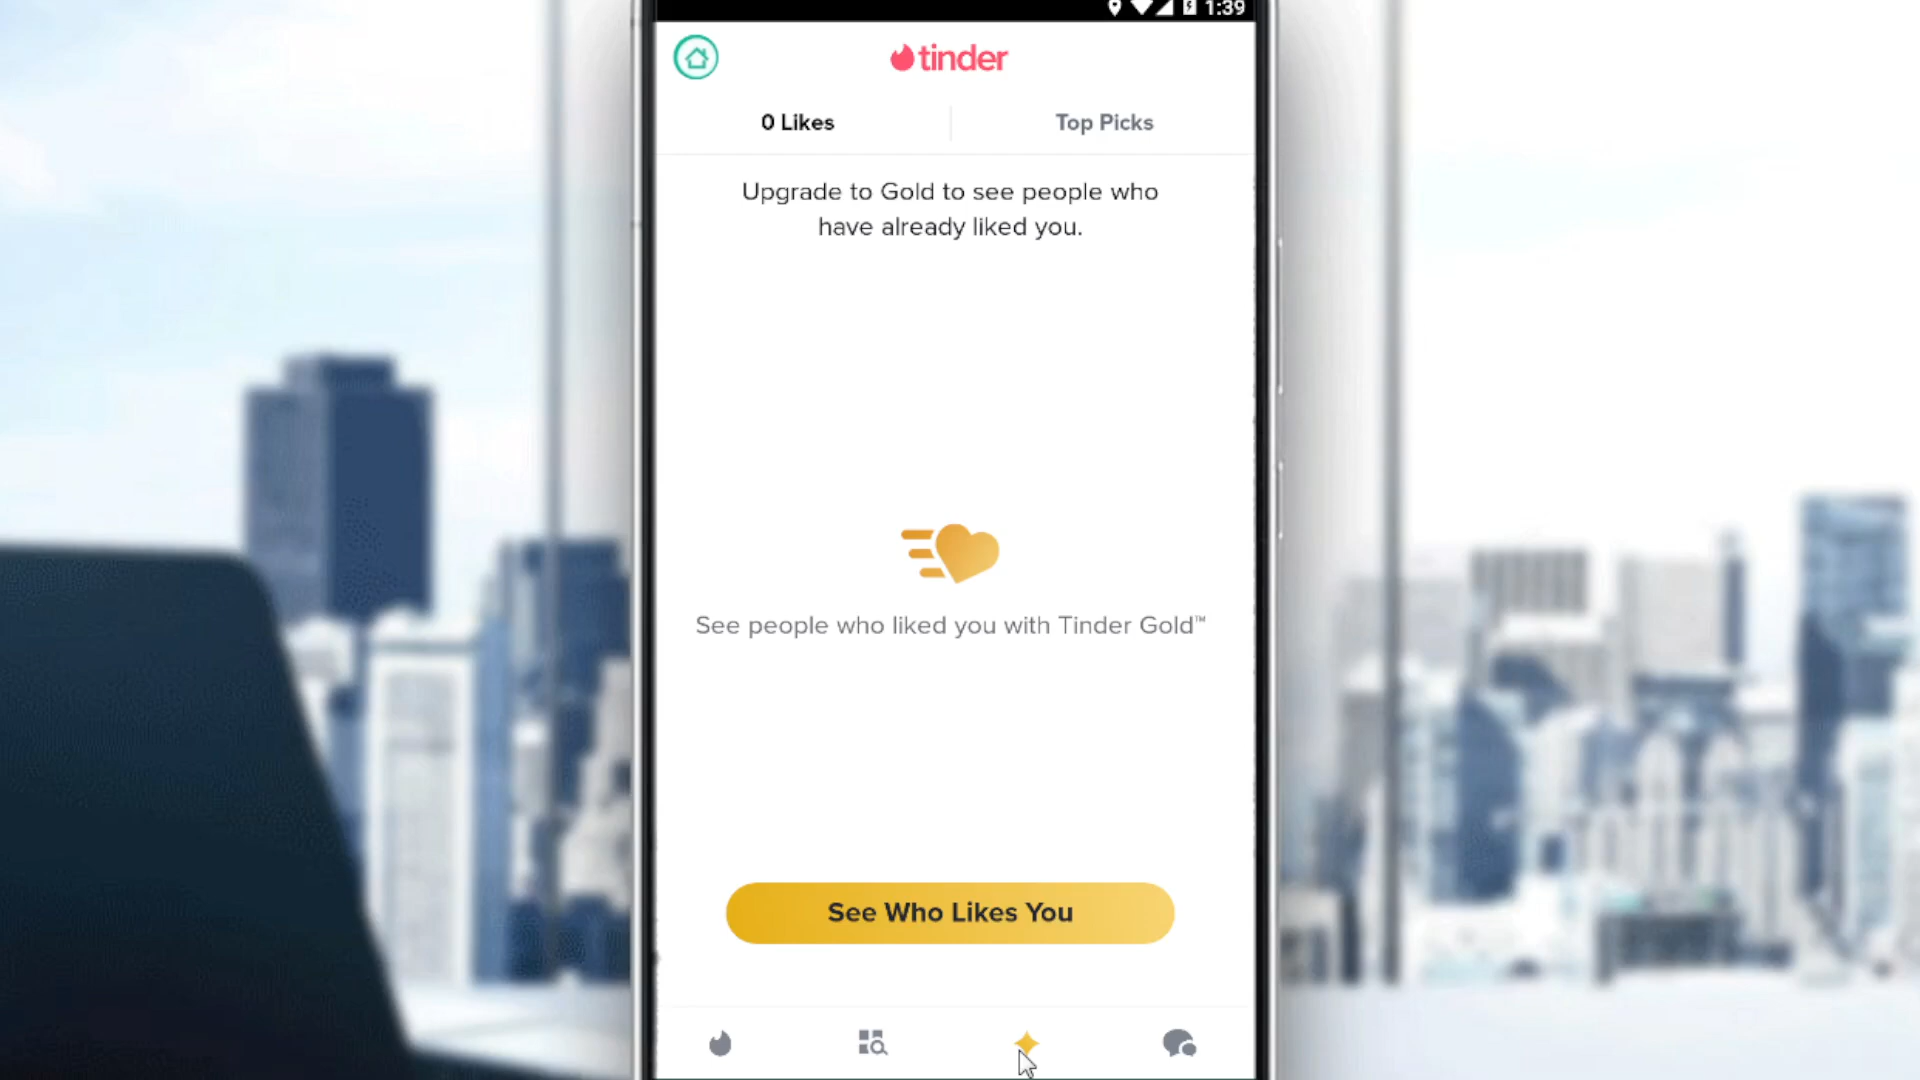 1:39
tinder
0 Likes
Top Picks
Upgrade to Gold to see people who
have already liked you.
See people who liked you with Tinder Gold™
See Who Likes You